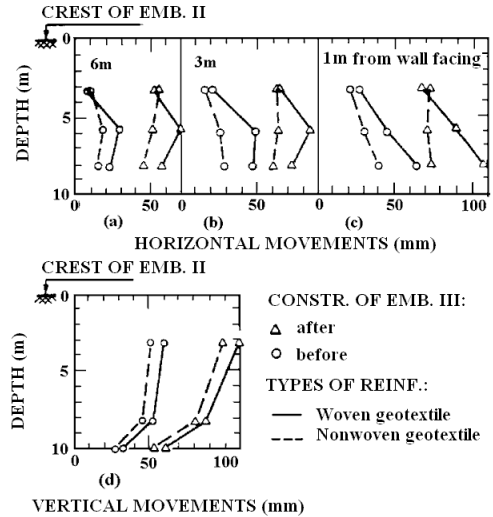 CREST OF EMB. II
0
5
10
DEPTH (m)
6m
3m
1m from wall facing
0 50 0 50 0 50 100
(a) (b) (c)
HORIZONTAL MOVEMENTS (mm)
CREST OF EMB. II
0
5
10
DEPTH (m)
0 50 100
(d)
VERTICAL MOVEMENTS (mm)
CONSTR. OF EMB. III:
after
before
TYPES OF REINF.:
Woven geotextile
Nonwoven geotextile